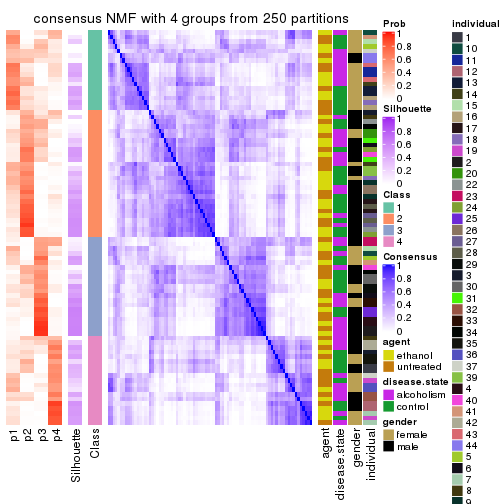 consensus NMF with 4 groups from 250 partitions
p1
p2
p3
p4
Silhouette
Class
agent
disease.state
gender
individual
Prob
1
0.8
0.6
0.4
0.2
0
Silhouette
1
0.8
0.6
0.4
0.2
0
Class
1
2
3
4
Consensus
1
0.8
0.6
0.4
0.2
0
agent
ethanol
untreated
disease.state
alcoholism
control
gender
female
male
individual
1
10
11
12
13
14
15
16
17
18
19
2
20
22
23
24
25
26
27
28
29
3
30
31
32
33
34
35
36
37
39
4
40
41
42
43
44
5
6
7
8
9